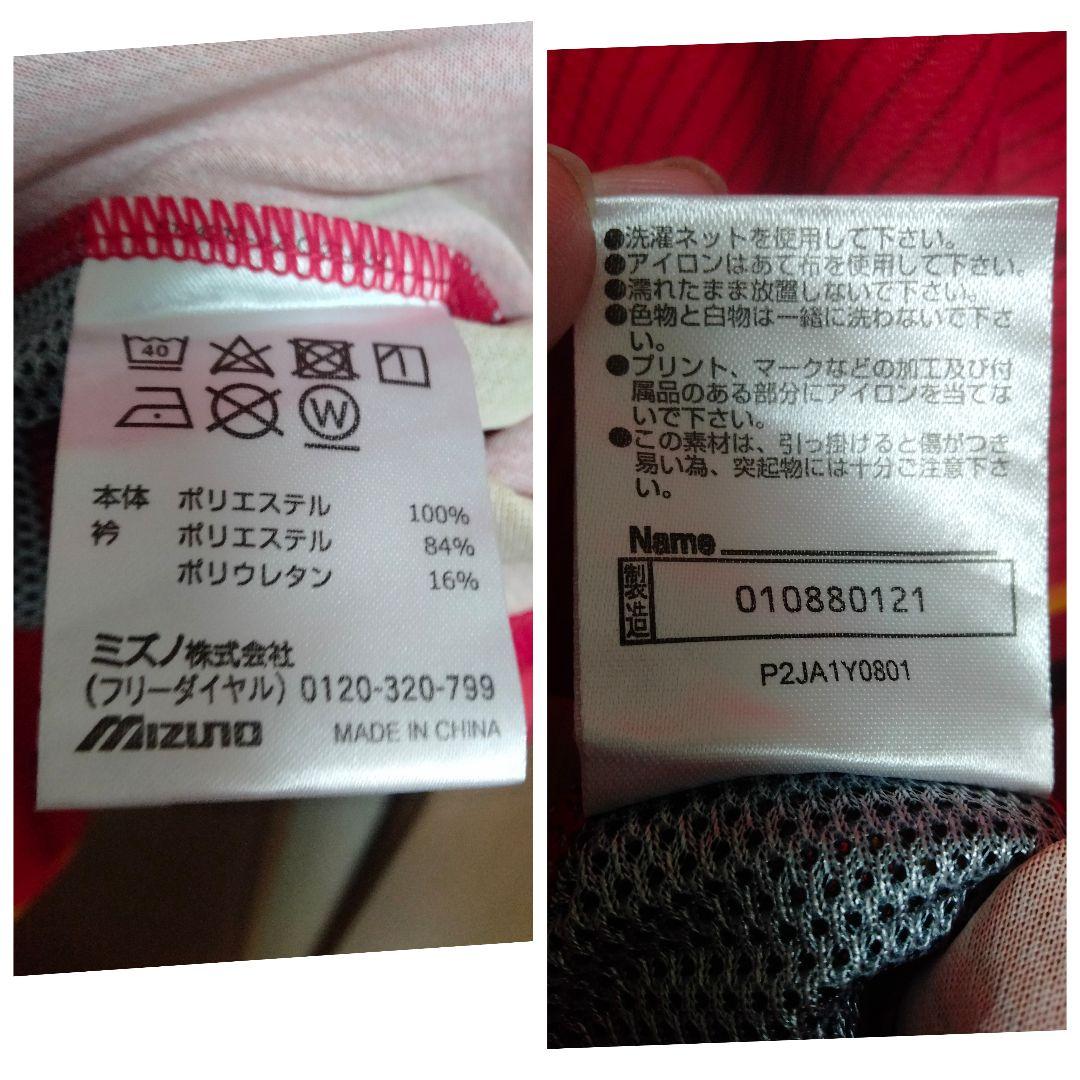 40
W
本体 ポリエステル 100%
衿 ポリエステル 84%
ポリウレタン 16%
ミズノ株式会社
(フリーダイヤル) 0120-320-799
MIZUNO MADE IN CHINA
●洗濯ネットを使用して下さい。
●アイロンはあて布を使用して下さい。
●濡れたまま放置しないで下さい。
●色物と白物は一緒に洗わないで下さ
い。
●プリント、マークなどの加工及び付
属品のある部分にアイロンを当てな
いで下さい。
●この素材は、引っ掛けると傷がつき
易い為、突起物には十分ご注意下さ
い。
Name
製造 010880121
P2JA1Y0801